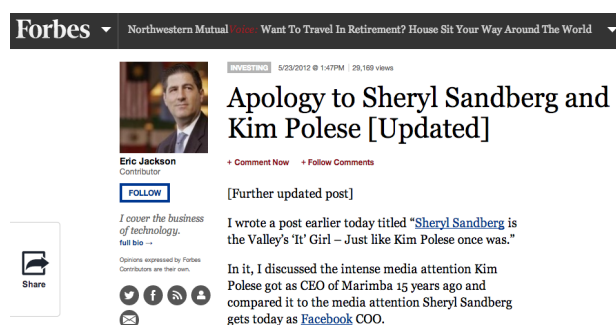 Forbes
Northwestern MutualVoice: Want To Travel In Retirement? House Sit Your Way Around The World
INVESTING 5/23/2012 @ 1:47PM 29,169 views
Apology to Sheryl Sandberg and
Kim Polese [Updated]
Eric Jackson
Contributor
FOLLOW
I cover the business
of technology.
full bio →
Opinions expressed by Forbes
Contributors are their own.
+ Comment Now + Follow Comments
[Further updated post]
I wrote a post earlier today titled “Sheryl Sandberg is
the Valley’s ‘It’ Girl – Just like Kim Polese once was.”
In it, I discussed the intense media attention Kim
Polese got as CEO of Marimba 15 years ago and
compared it to the media attention Sheryl Sandberg
gets today as Facebook COO.
Share